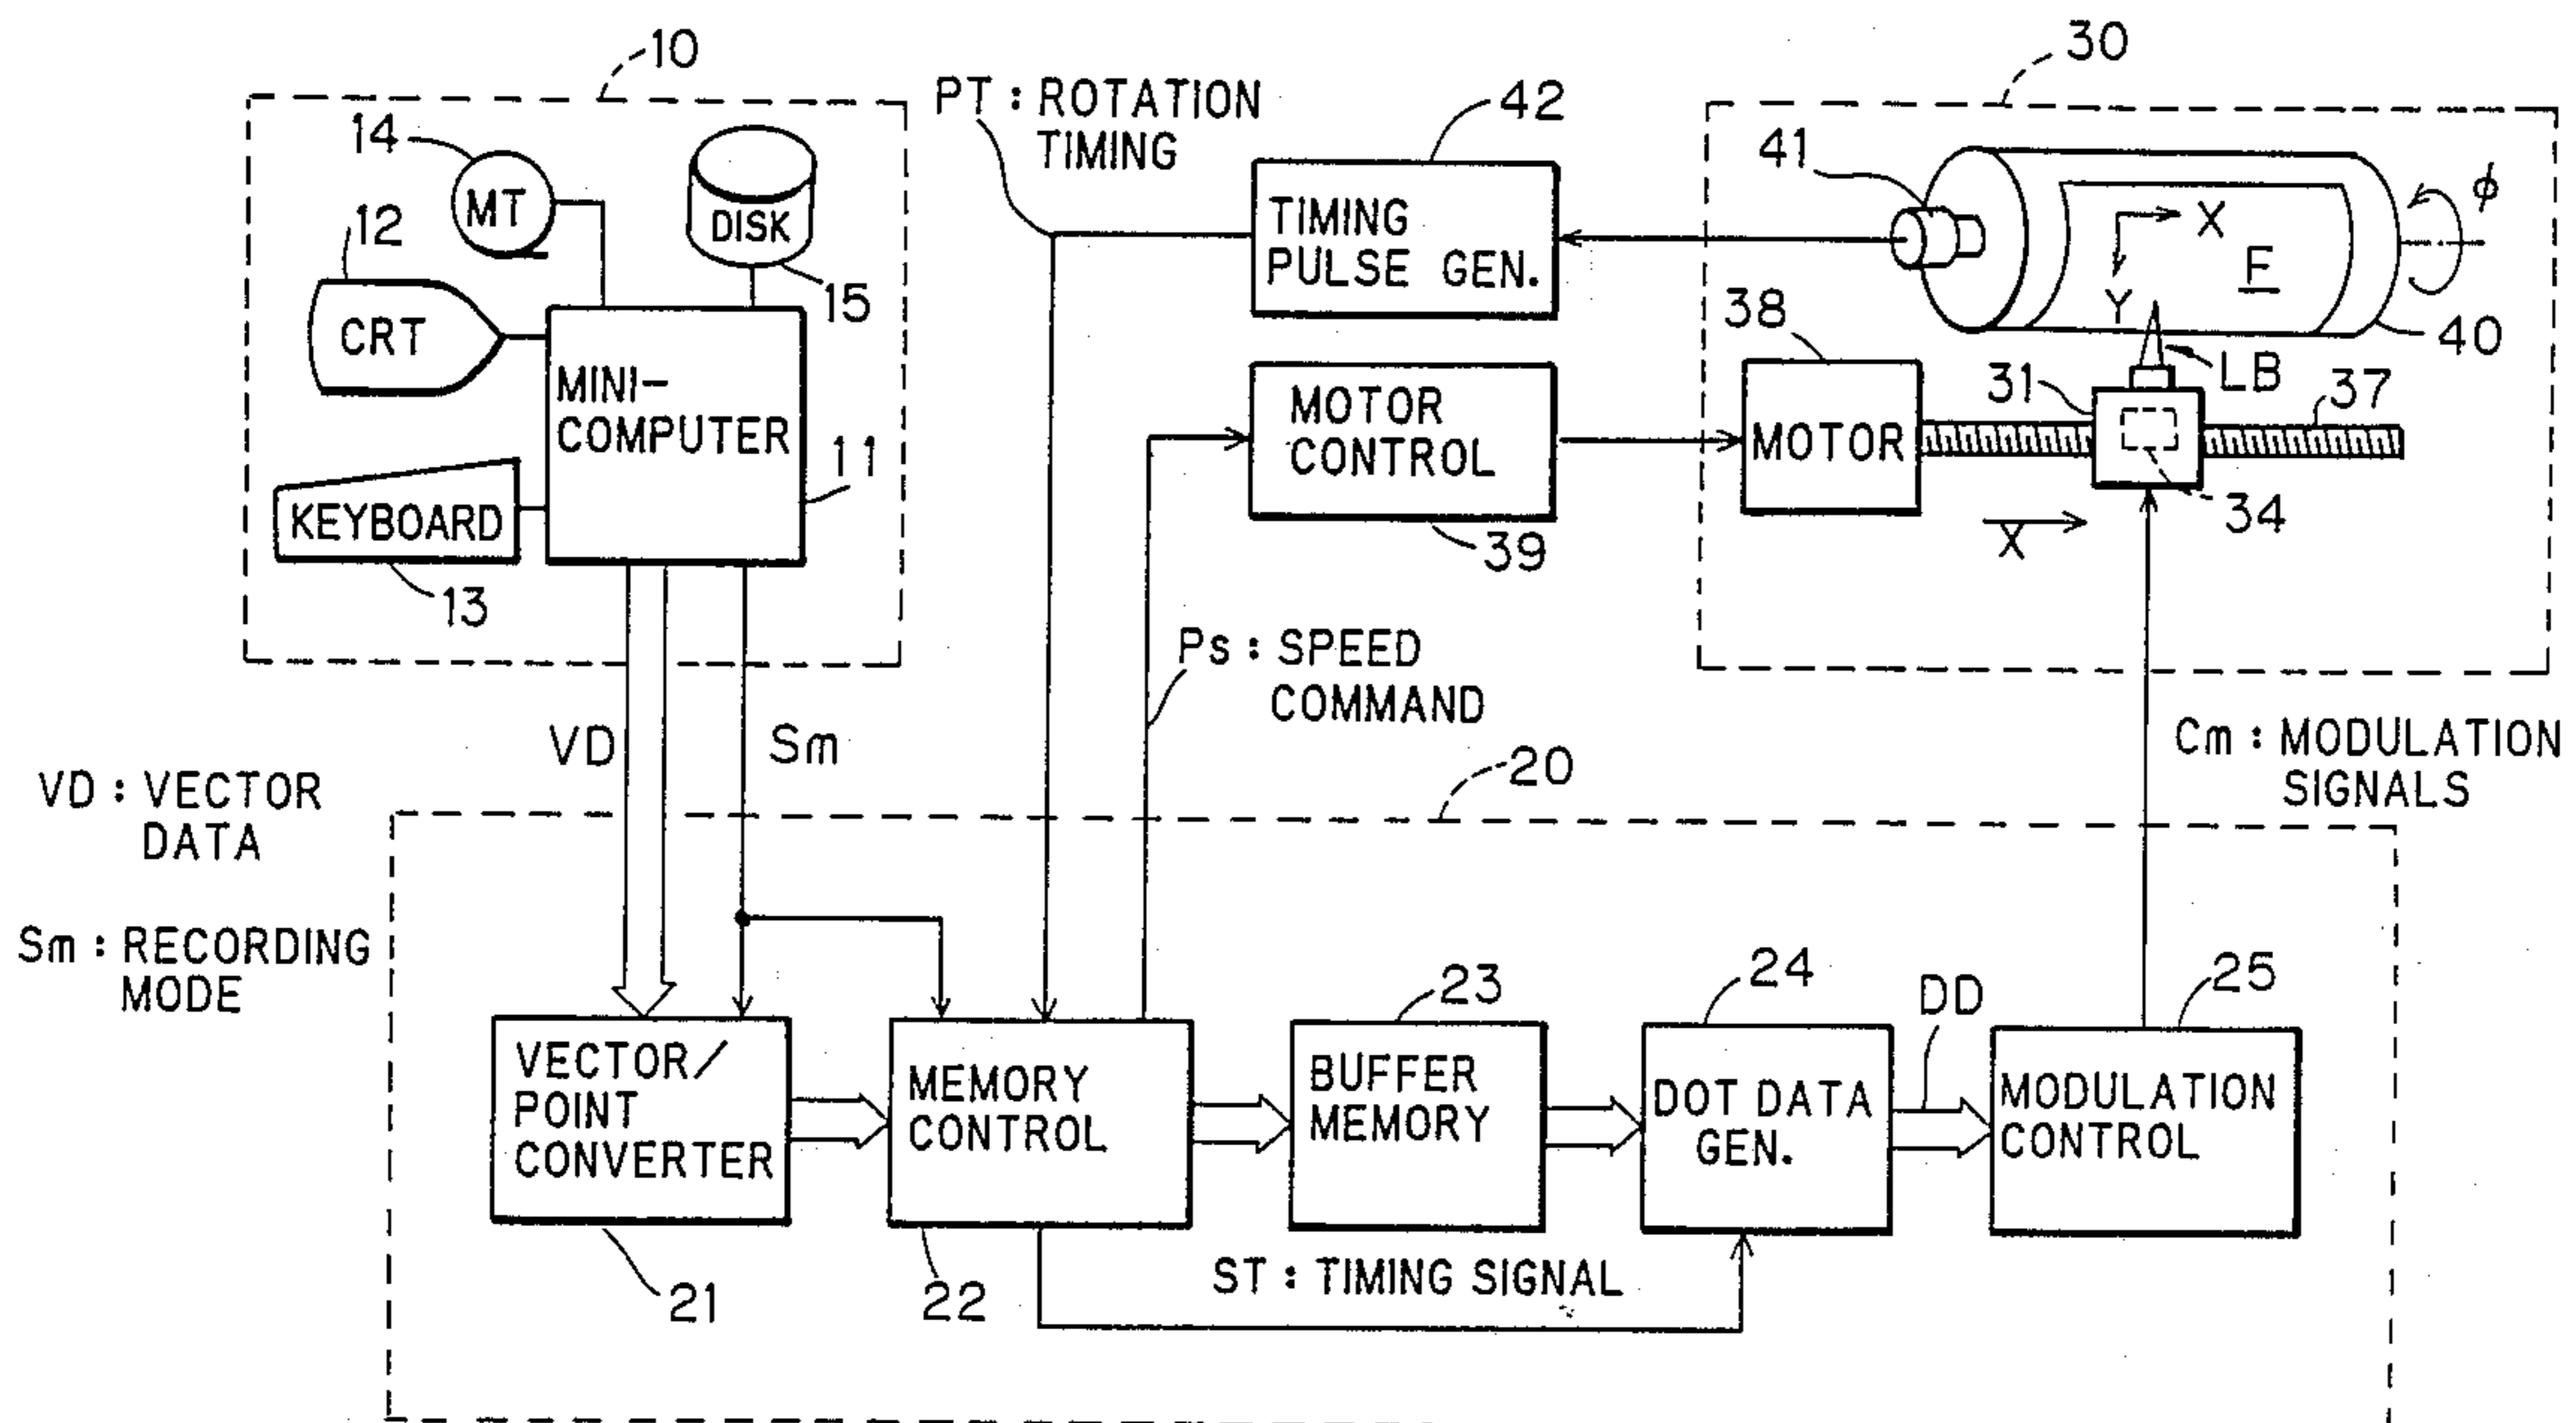 10
14
MT
DISK
15
12
CRT
MINI-
COMPUTER
11
KEYBOARD
13
PT : ROTATION
TIMING
42
TIMING
PULSE GEN.
MOTOR
CONTROL
39
30
41
X
Y
F
ϕ
40
LB
38
MOTOR
31
37
34
X
VD
Sm
Ps : SPEED
COMMAND
Cm : MODULATION
SIGNALS
VD : VECTOR
DATA
Sm : RECORDING
MODE
20
VECTOR/
POINT
CONVERTER
21
MEMORY
CONTROL
22
23
BUFFER
MEMORY
24
DOT DATA
GEN.
DD
25
MODULATION
CONTROL
ST : TIMING SIGNAL